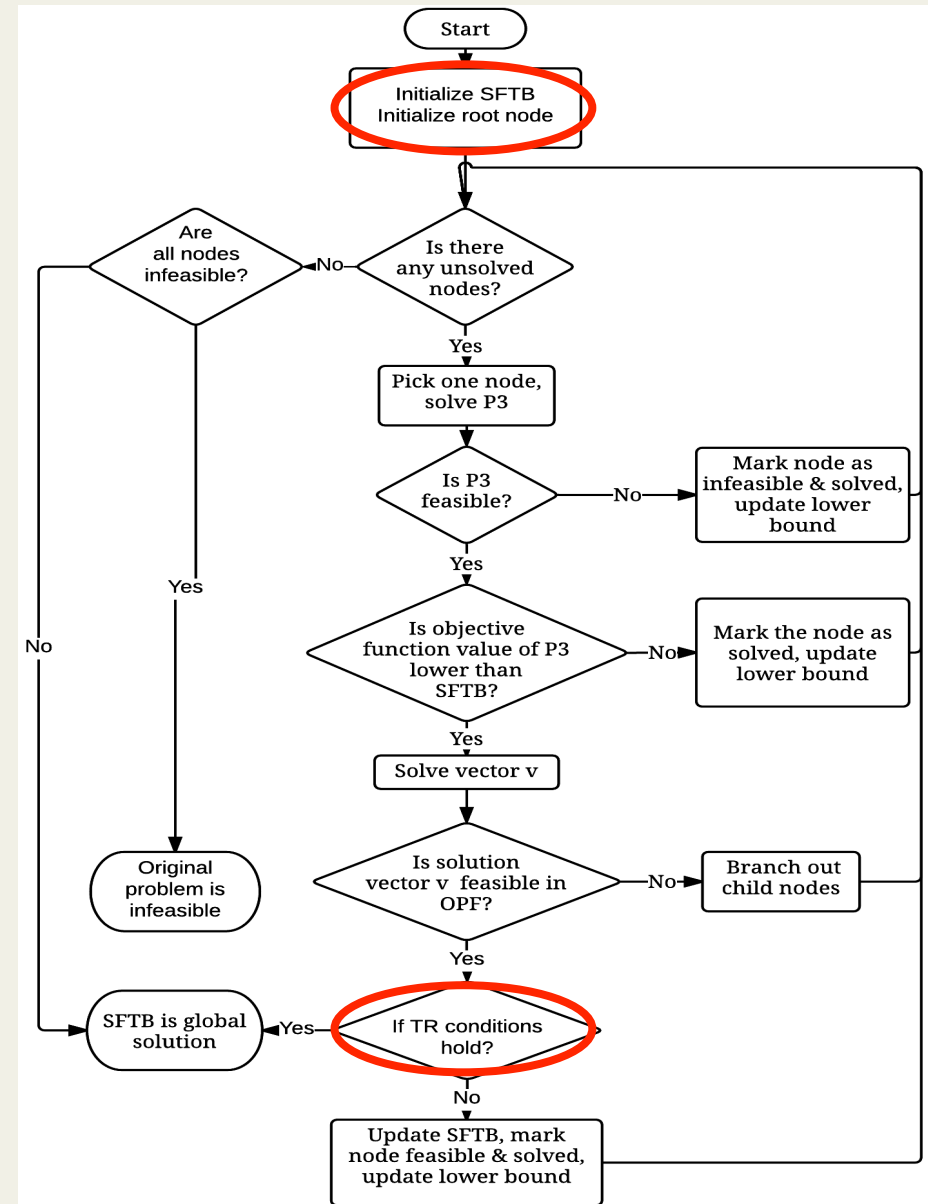 Start
Initialize SFTB
Initialize root node
Is there
any unsolved
nodes?
No
Are
all nodes
infeasible?
Yes
Pick one node,
solve P3
Is P3
feasible?
No
Mark node as
infeasible & solved,
update lower
bound
Yes
Yes
No
Is objective
function value of P3
lower than
SFTB?
No
Mark the node as
solved, update
lower bound
Yes
Solve vector v
Is solution
vector v feasible in
OPF?
No
Branch out
child nodes
Original
problem is
infeasible
Yes
If TR conditions
hold?
Yes
SFTB is global
solution
No
Update SFTB, mark
node feasible & solved,
update lower bound